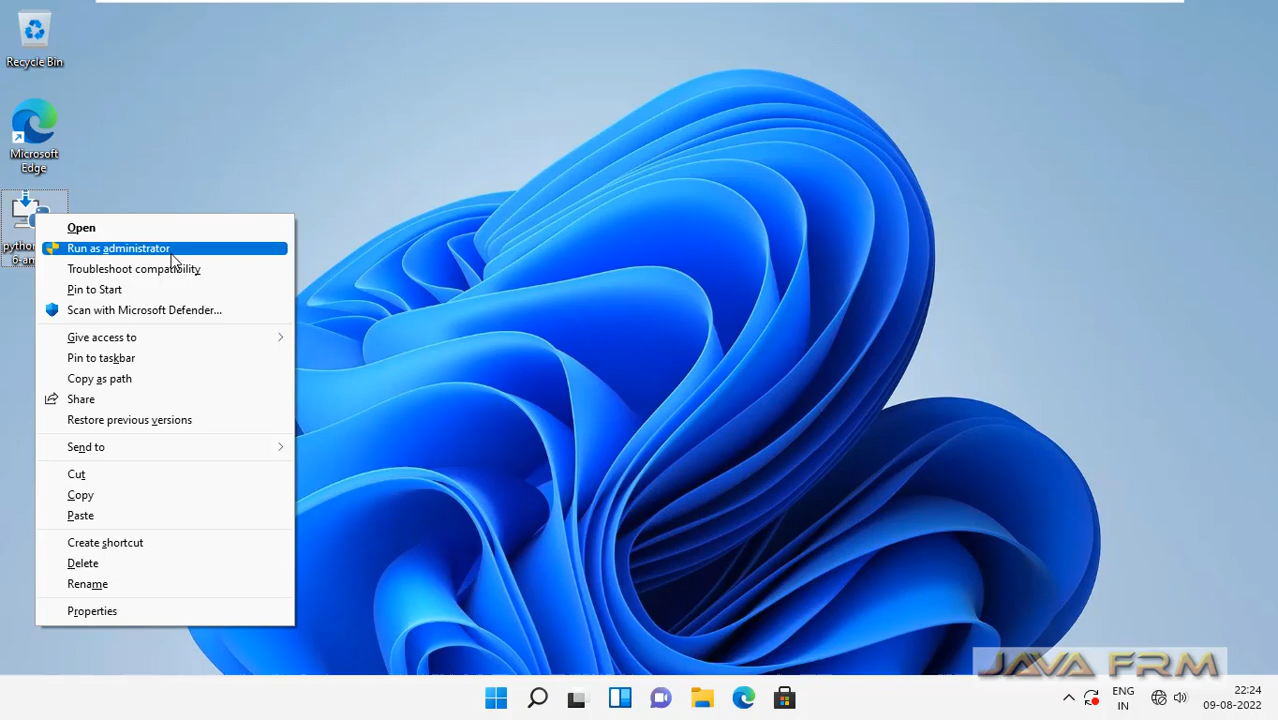 Recycle Bin
Microsoft
Edge
Open
Run as administrator
Troubleshoot compatibility
Pin to Start
Scan with Microsoft Defender...
Give access to
Pin to taskbar
Copy as path
Share
Restore previous versions
Send to
Cut
Copy
Paste
Create shortcut
Delete
Rename
Properties
JAVA FRM
ENG
IN
22:24
09-08-2022